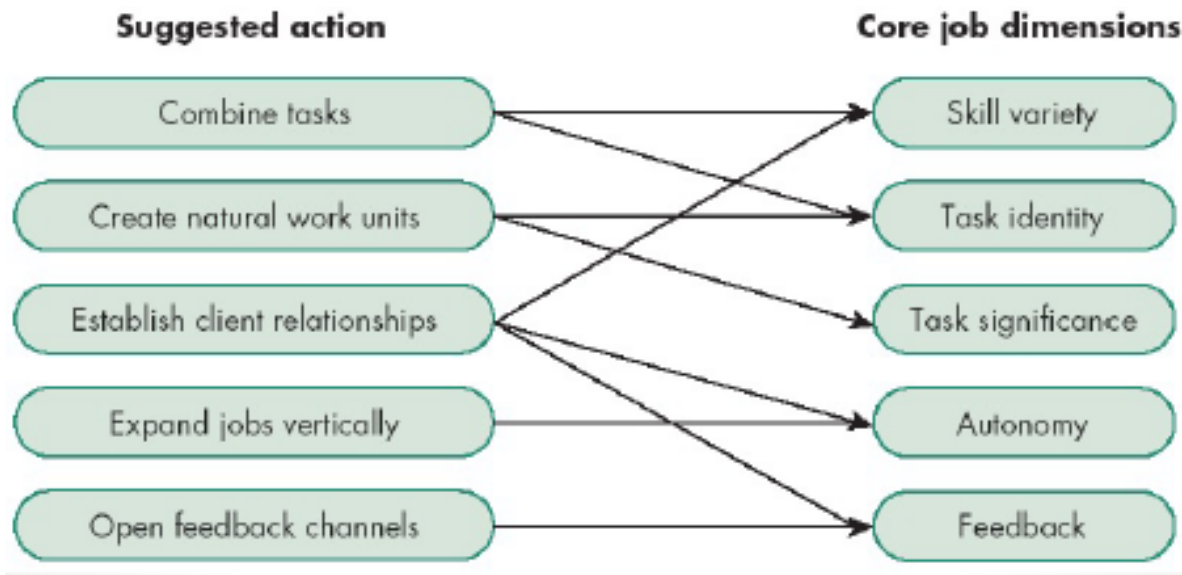 Suggested action
Core job dimensions
Combine tasks
Skill variety
Create natural work units
Task identity
Establish client relationships
Task significance
Expand jobs vertically
Autonomy
Open feedback channels
Feedback